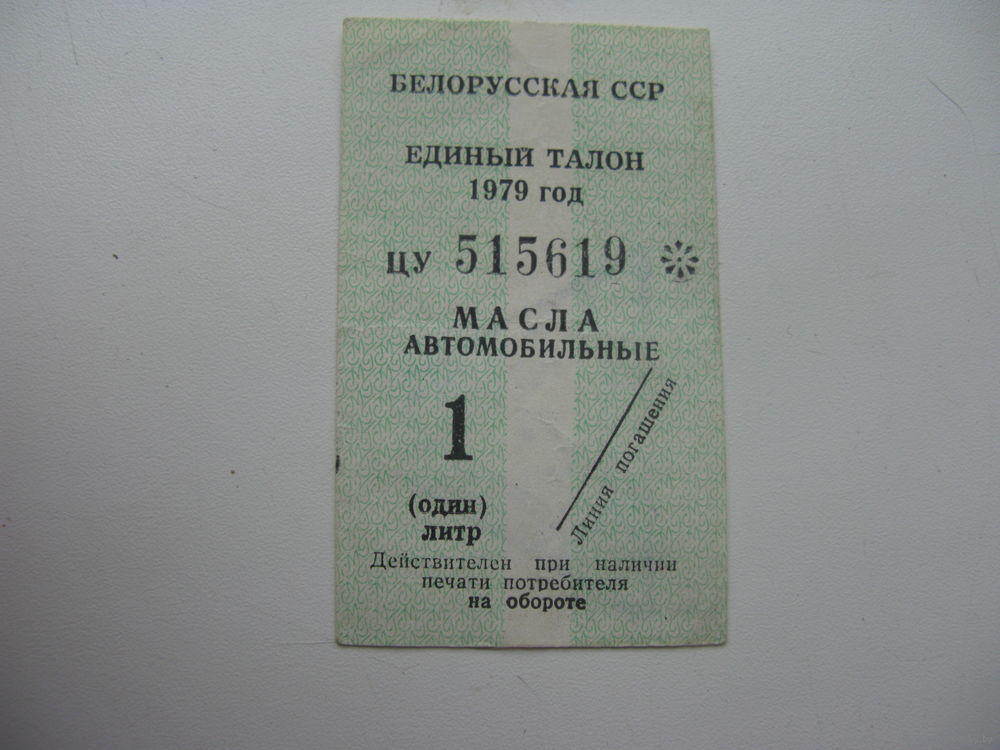 БЕЛОРУССКАЯ ССР
ЕДИНЫЙ ТАЛОН
1979 год
ЦУ 515619
МАСЛА
АВТОМОБИЛЬНЫЕ
1
(один)
литр
Линия погашения
Действителен при наличии
печати потребителя
на обороте